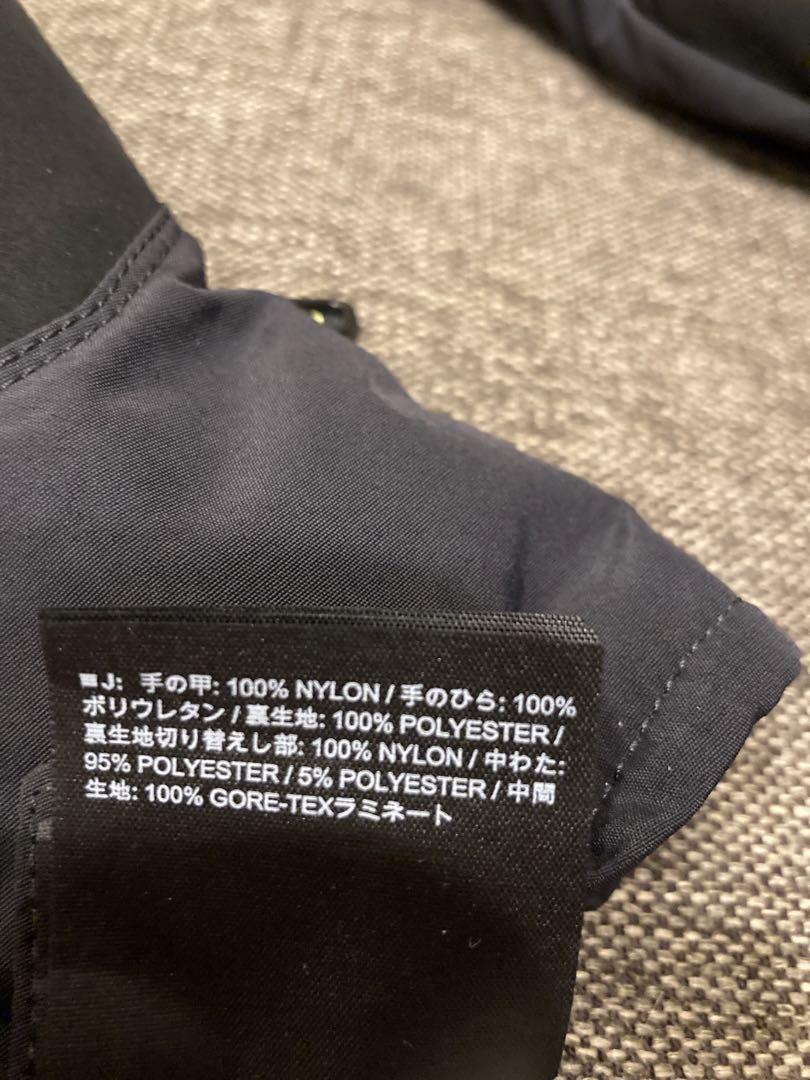 ■J: 手の甲: 100% NYLON / 手のひら: 100%
ポリウレタン / 裏生地: 100% POLYESTER /
裏生地切り替えし部: 100% NYLON / 中わた:
95% POLYESTER / 5% POLYESTER / 中間
生地: 100% GORE-TEXラミネート